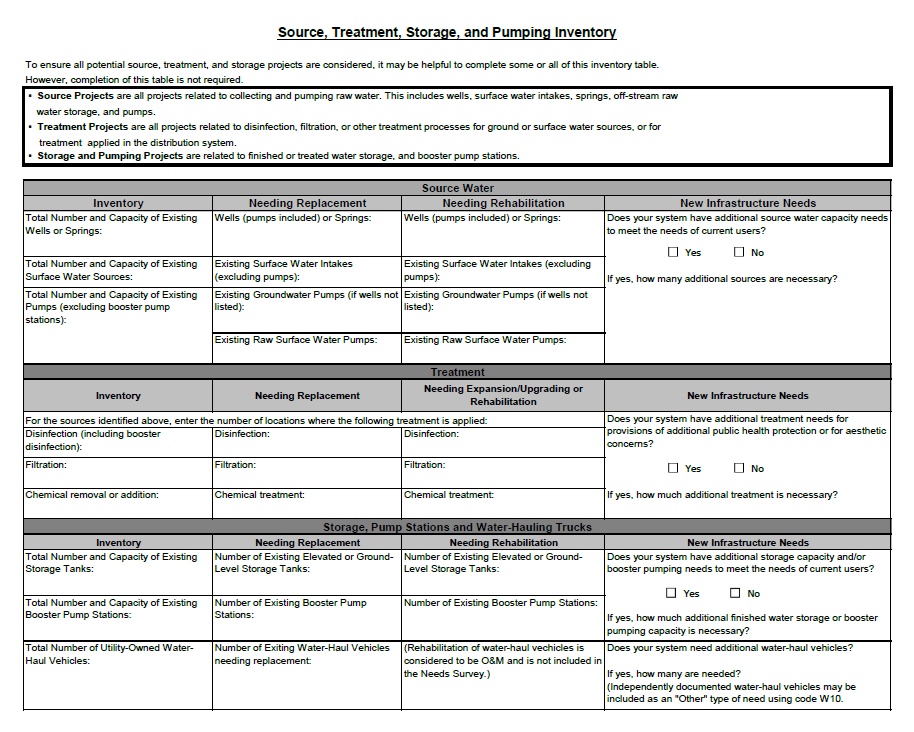 Source, Treatment, Storage, and Pumping Inventory
To ensure all potential source, treatment, and storage projects are considered, it may be helpful to complete some or all of this inventory table.
However, completion of this table is not required.
• Source Projects are all projects related to collecting and pumping raw water. This includes wells, surface water intakes, springs, off-stream raw
water storage, and pumps.
• Treatment Projects are all projects related to disinfection, filtration, or other treatment processes for ground or surface water sources, or for
treatment applied in the distribution system.
• Storage and Pumping Projects are related to finished or treated water storage, and booster pump stations.
Source Water
Inventory
Needing Replacement
Needing Rehabilitation
New Infrastructure Needs
Total Number and Capacity of Existing
Wells or Springs:
Wells (pumps included) or Springs:
Wells (pumps included) or Springs:
Does your system have additional source water capacity needs
to meet the needs of current users?
Yes No
If yes, how many additional sources are necessary?
Total Number and Capacity of Existing
Surface Water Sources:
Existing Surface Water Intakes
(excluding pumps):
Existing Surface Water Intakes (excluding
pumps):
Total Number and Capacity of Existing
Pumps (excluding booster pump
stations):
Existing Groundwater Pumps (if wells not
listed):
Existing Groundwater Pumps (if wells not
listed):
Existing Raw Surface Water Pumps:
Existing Raw Surface Water Pumps:
Treatment
Inventory
Needing Replacement
Needing Expansion/Upgrading or
Rehabilitation
New Infrastructure Needs
For the sources identified above, enter the number of locations where the following treatment is applied:
Does your system have additional treatment needs for
provisions of additional public health protection or for aesthetic
concerns?
Yes No
If yes, how much additional treatment is necessary?
Disinfection (including booster
disinfection):
Disinfection:
Disinfection:
Filtration:
Filtration:
Filtration:
Chemical removal or addition:
Chemical treatment:
Chemical treatment:
Storage, Pump Stations and Water-Hauling Trucks
Inventory
Needing Replacement
Needing Rehabilitation
New Infrastructure Needs
Total Number and Capacity of Existing
Storage Tanks:
Number of Existing Elevated or Ground-
Level Storage Tanks:
Number of Existing Elevated or Ground-
Level Storage Tanks:
Does your system have additional storage capacity and/or
booster pumping needs to meet the needs of current users?
Yes No
If yes, how much additional finished water storage or booster
pumping capacity is necessary?
Total Number and Capacity of Existing
Booster Pump Stations:
Number of Existing Booster Pump
Stations:
Number of Existing Booster Pump Stations:
Total Number of Utility-Owned Water-
Haul Vehicles:
Number of Exiting Water-Haul Vehicles
needing replacement:
(Rehabilitation of water-haul vechicles is
considered to be O&M and is not included in
the Needs Survey.)
Does your system need additional water-haul vehicles?
If yes, how many are needed?
(Independently documented water-haul vehicles may be
included as an "Other" type of need using code W10.